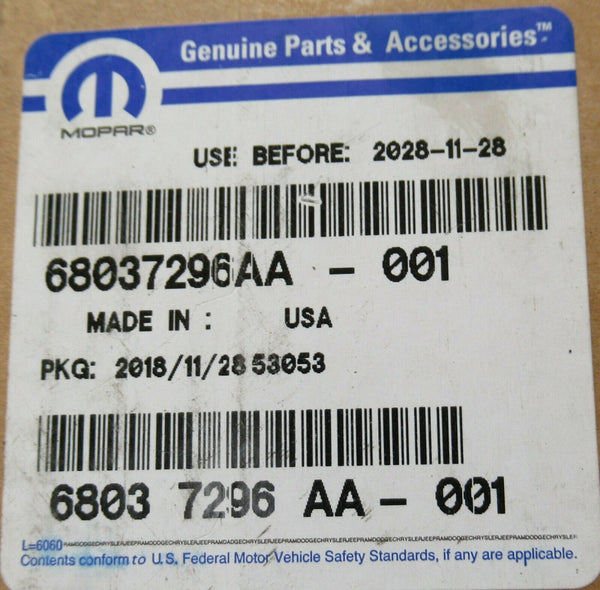 Genuine Parts & Accessories™
MOPAR®
USE BEFORE: 2028-11-28
68037296AA - 001
MADE IN : USA
PKG: 2018/11/28 53053
6803 7296 AA - 001
L=6060 RAMDODGECHRYSLERJEEPRAMDODGECHRYSLERJEEPRAMDODGECHRYSLERJEEPRAMDODGECHRYSLERJEEPRAMDODGECHRYSLERJEEP
Contents conform to U.S. Federal Motor Vehicle Safety Standards, if any are applicable.